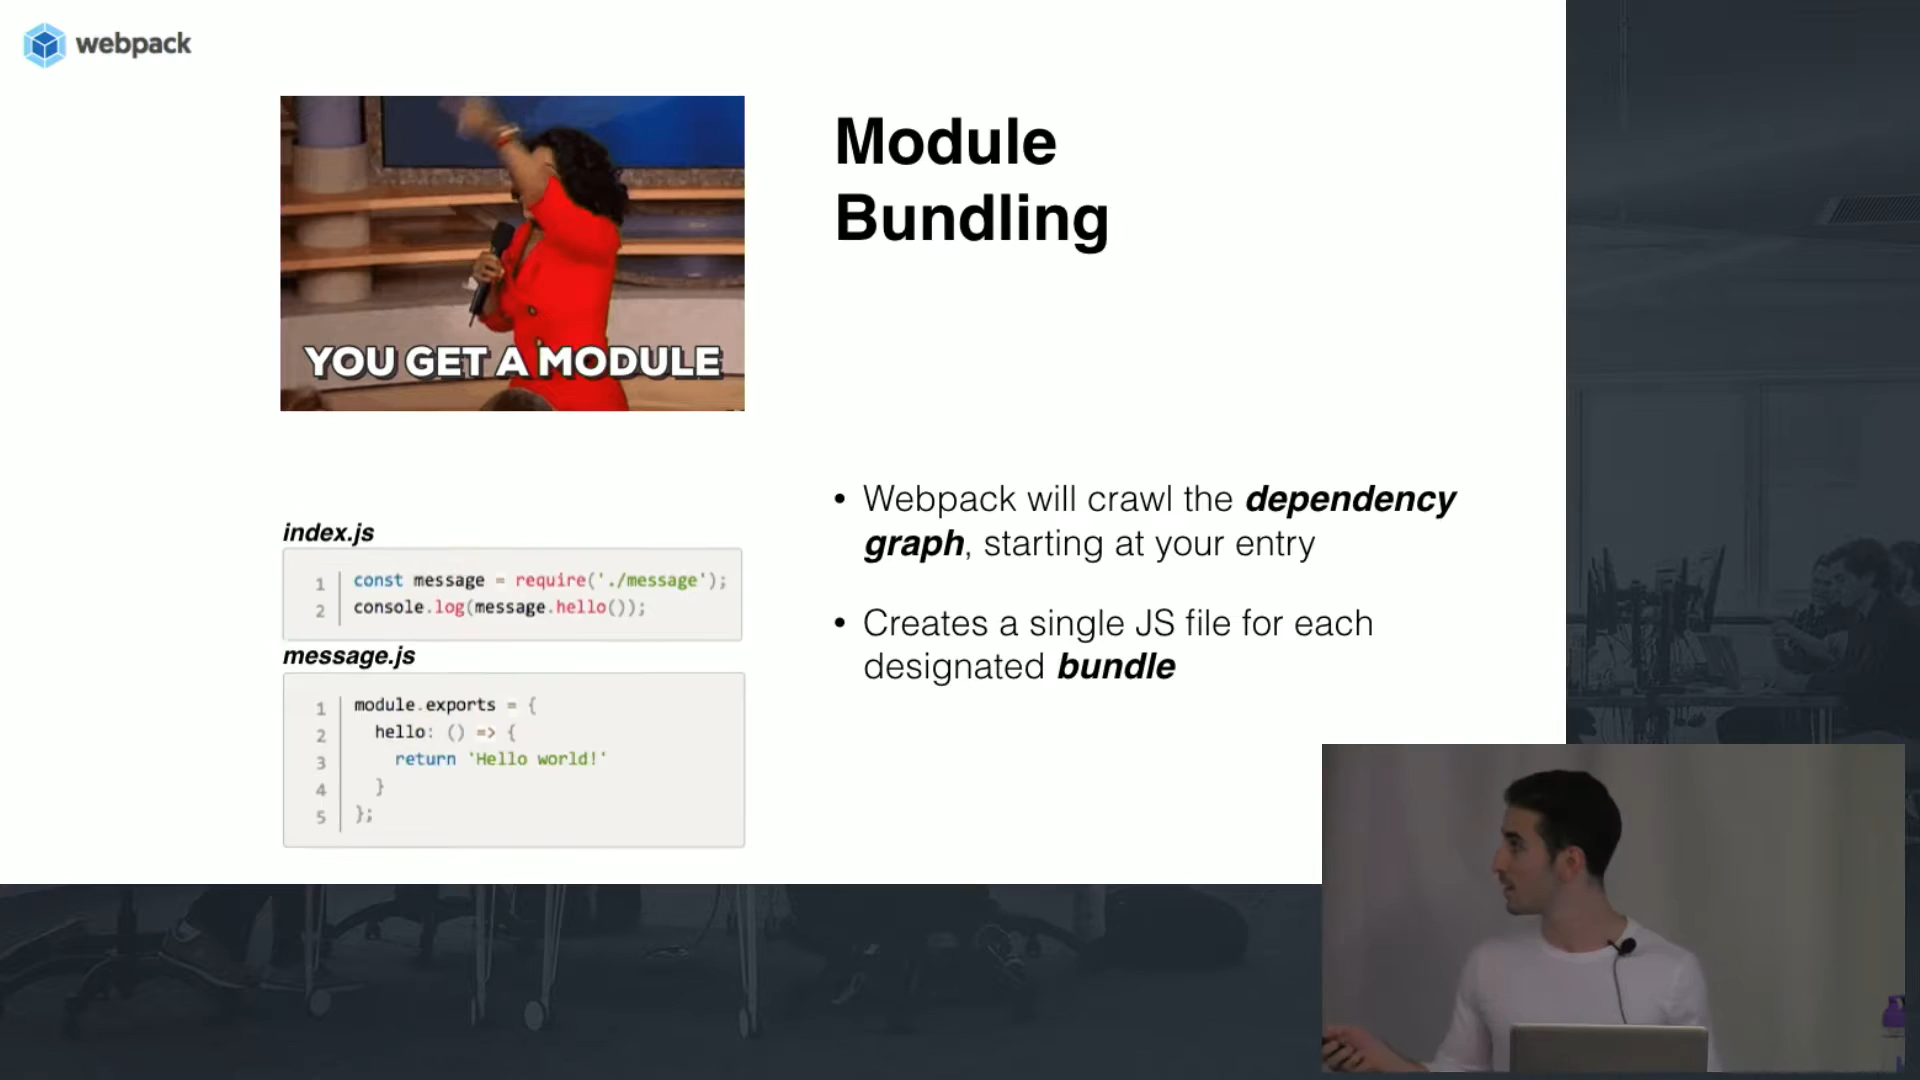 webpack
YOU GET A MODULE
Module
Bundling
index.js
1 const message = require('./message');
2 console.log(message.hello());
message.js
1 module.exports = {
2 hello: () => {
3 return 'Hello world!'
4 }
5 };
• Webpack will crawl the dependency
graph, starting at your entry
• Creates a single JS file for each
designated bundle